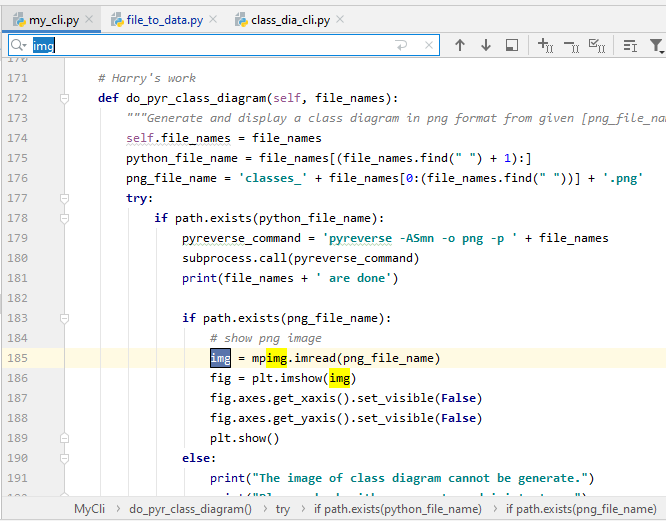 my_cli.py file_to_data.py class_dia_cli.py
img
170
171 # Harry's work
172 def do_pyr_class_diagram(self, file_names):
173 """Generate and display a class diagram in png format from given [png_file_na
174 self.file_names = file_names
175 python_file_name = file_names[(file_names.find(" ") + 1):]
176 png_file_name = 'classes_' + file_names[0:(file_names.find(" "))] + '.png'
177 try:
178 if path.exists(python_file_name):
179 pyreverse_command = 'pyreverse -ASmn -o png -p ' + file_names
180 subprocess.call(pyreverse_command)
181 print(file_names + ' are done')
182
183 if path.exists(png_file_name):
184 # show png image
185 img = mpimg.imread(png_file_name)
186 fig = plt.imshow(img)
187 fig.axes.get_xaxis().set_visible(False)
188 fig.axes.get_yaxis().set_visible(False)
189 plt.show()
190 else:
191 print("The image of class diagram cannot be generate.")
MyCli do_pyr_class_diagram() try if path.exists(python_file_name) if path.exists(png_file_name)